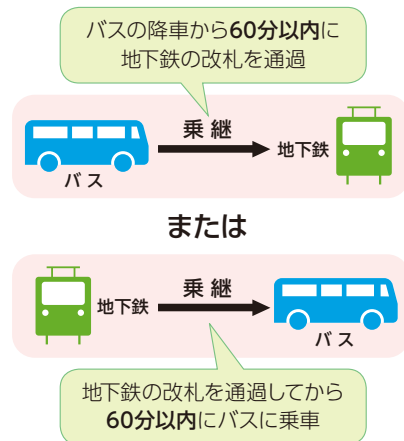 バスの降車から60分以内に
地下鉄の改札を通過
乗継
地下鉄
バス
または
乗継
地下鉄
バス
地下鉄の改札を通過してから
60分以内にバスに乗車